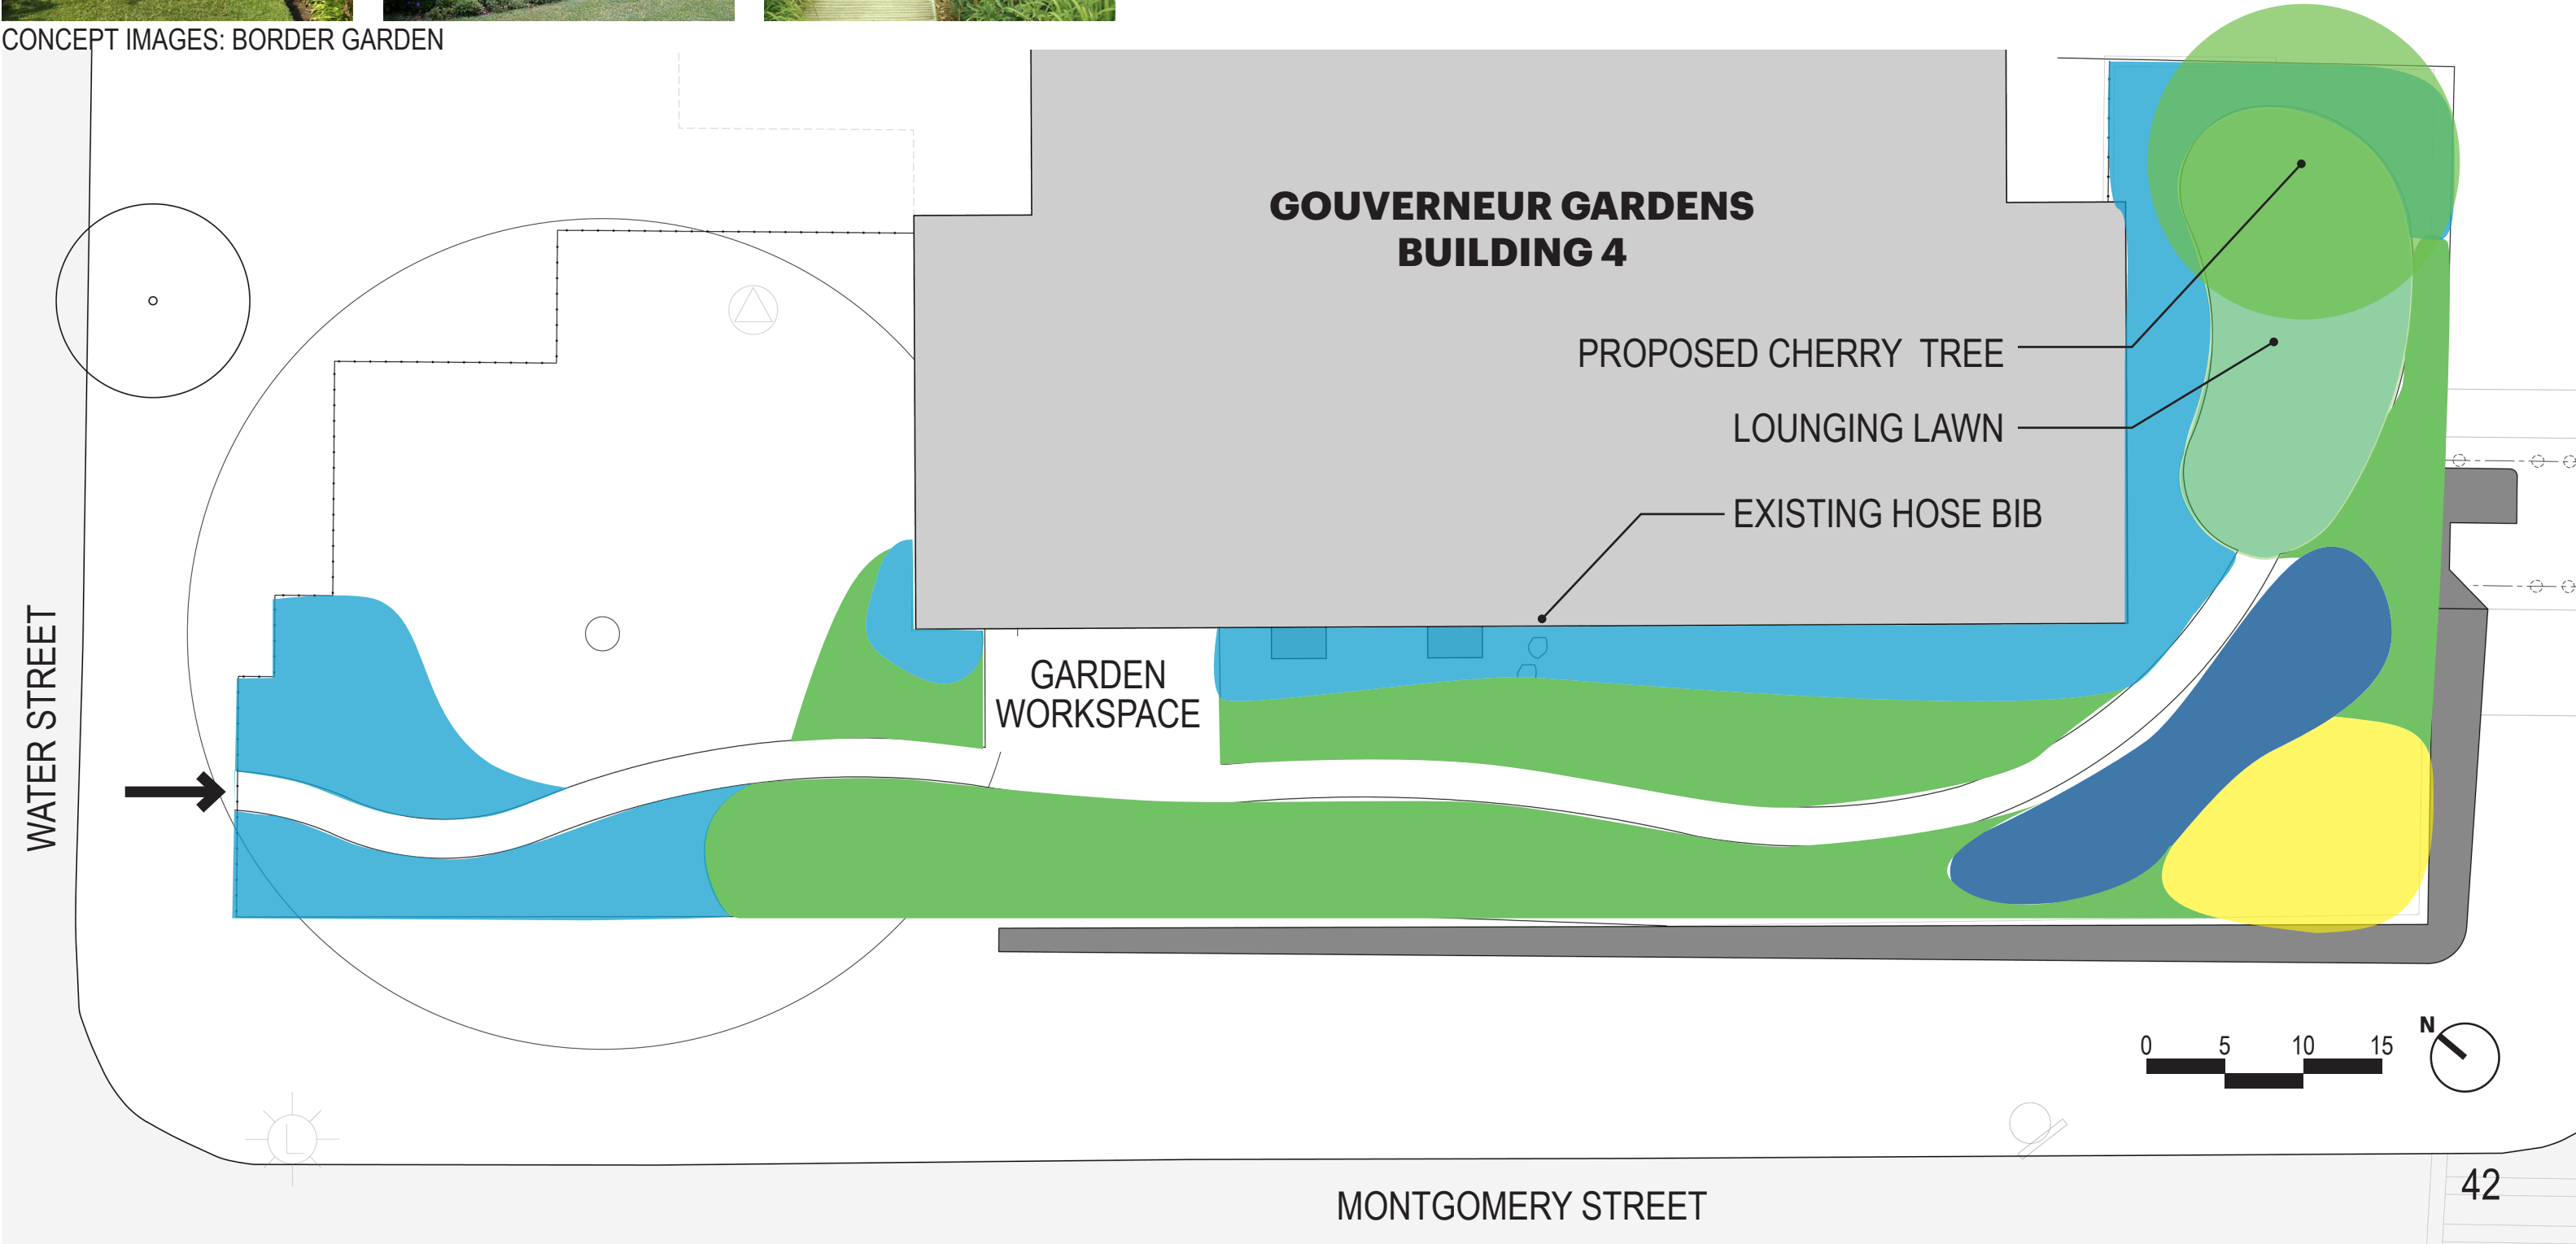 CONCEPT IMAGES: BORDER GARDEN
GOUVERNEUR GARDENS
BUILDING 4
PROPOSED CHERRY TREE
LOUNGING LAWN
EXISTING HOSE BIB
GARDEN
WORKSPACE
WATER STREET
0 5 10 15
N
L
MONTGOMERY STREET
42